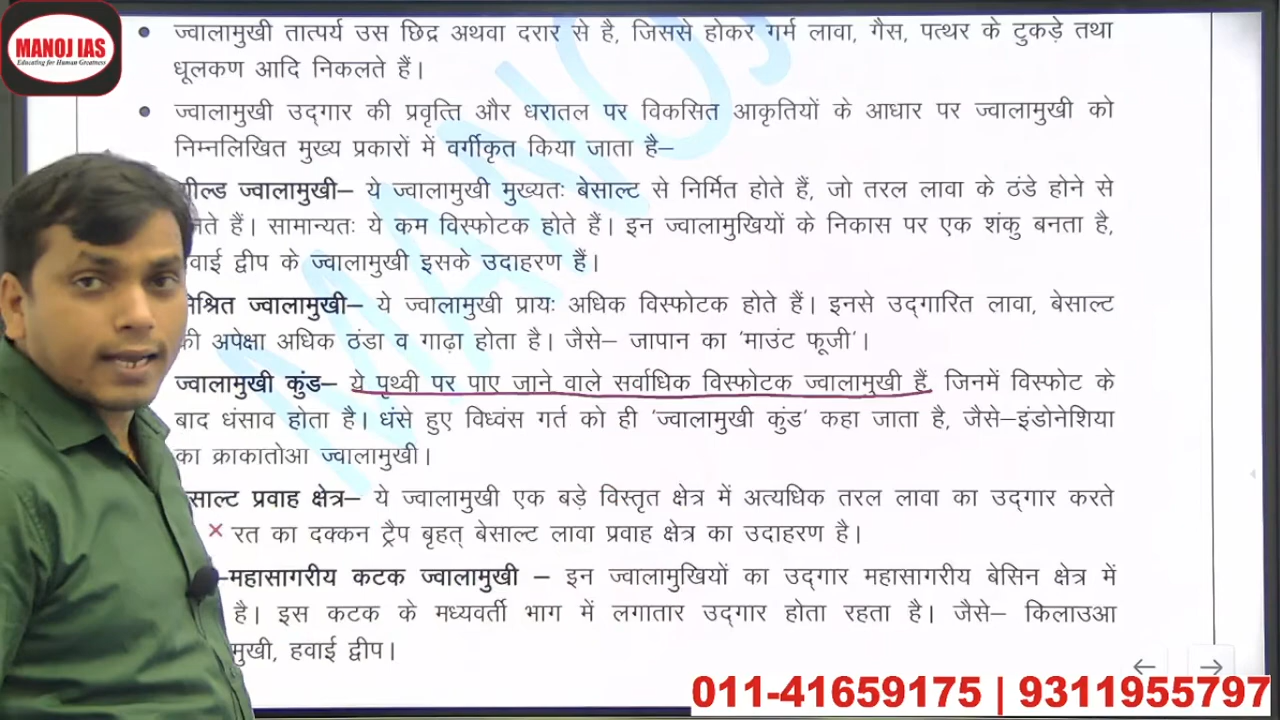 MANOJ IAS
Educating for Human Greatness
ज्वालामुखी तात्पर्य उस छिद्र अथवा दरार से है, जिससे होकर गर्म लावा, गैस, पत्थर के टुकड़े तथा
धूलकण आदि निकलते हैं।
ज्वालामुखी उद्गार की प्रवृत्ति और धरातल पर विकसित आकृतियों के आधार पर ज्वालामुखी को
निम्नलिखित मुख्य प्रकारों में वर्गीकृत किया जाता है–
ज्वालामुखी– ये ज्वालामुखी मुख्यतः बेसाल्ट से निर्मित होते हैं, जो तरल लावा के ठंडे होने से
हैं। सामान्यतः ये कम विस्फोटक होते हैं। इन ज्वालामुखियों के निकास पर एक शंकु बनता है,
द्वीप के ज्वालामुखी इसके उदाहरण हैं।
ज्वालामुखी– ये ज्वालामुखी प्रायः अधिक विस्फोटक होते हैं। इनसे उद्गारित लावा, बेसाल्ट
की अपेक्षा अधिक ठंडा व गाढ़ा होता है। जैसे– जापान का 'माउंट फूजी'।
ज्वालामुखी कुंड– ये पृथ्वी पर पाए जाने वाले सर्वाधिक विस्फोटक ज्वालामुखी हैं, जिनमें विस्फोट के
बाद धंसाव होता है। धंसे हुए विध्वंस गर्त को ही 'ज्वालामुखी कुंड' कहा जाता है, जैसे–इंडोनेशिया
का क्राकातोआ ज्वालामुखी।
प्रवाह क्षेत्र– ये ज्वालामुखी एक बड़े विस्तृत क्षेत्र में अत्यधिक तरल लावा का उद्गार करते
रत का दक्कन ट्रैप बृहत् बेसाल्ट लावा प्रवाह क्षेत्र का उदाहरण है।
-महासागरीय कटक ज्वालामुखी – इन ज्वालामुखियों का उद्गार महासागरीय बेसिन क्षेत्र में
है। इस कटक के मध्यवर्ती भाग में लगातार उद्गार होता रहता है। जैसे– किलाउआ
मुखी, हवाई द्वीप।
011-41659175 | 9311955797